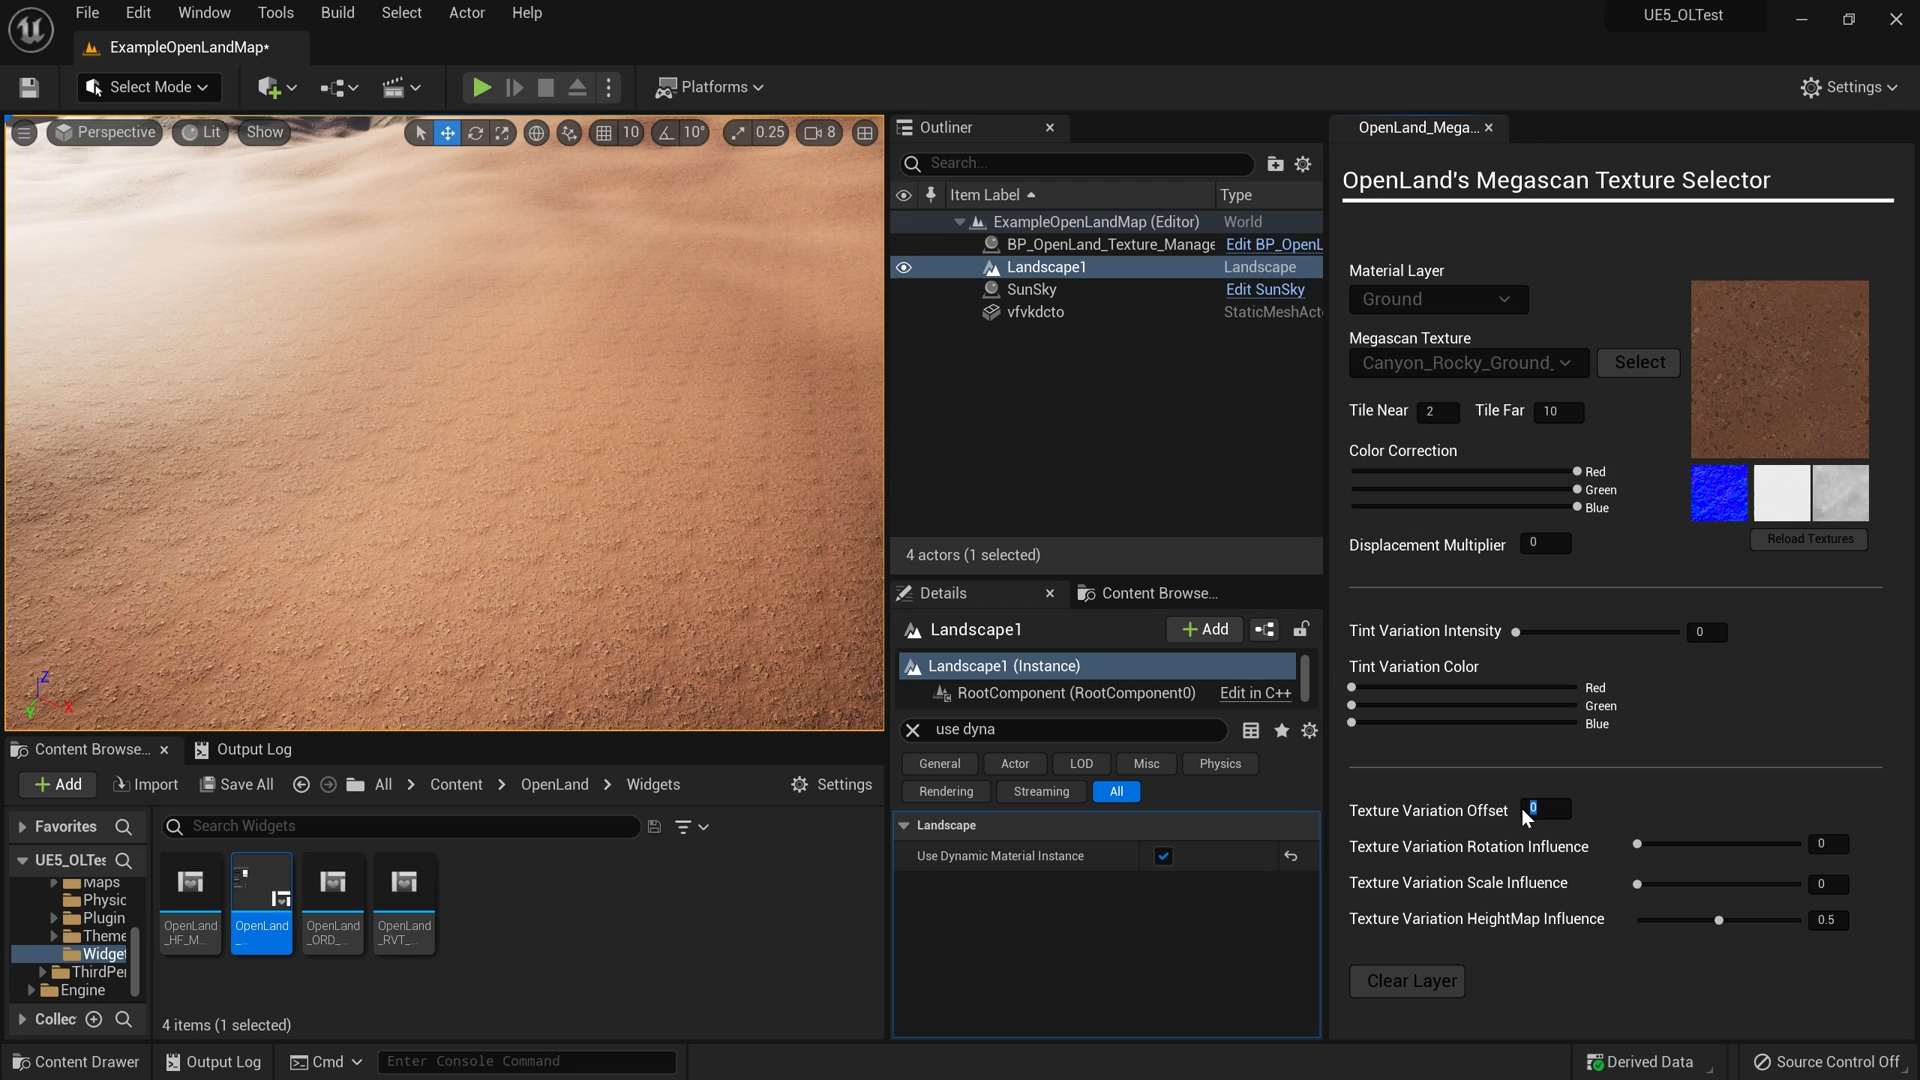 File Edit Window Tools Build Select Actor Help
UE5_OLTest
ExampleOpenLandMap*
Select Mode
Platforms
Settings
Perspective Lit Show
10 10° 0.25 8
Outliner
Search...
Item Label Type
ExampleOpenLandMap (Editor) World
BP_OpenLand_Texture_Manage Edit BP_OpenL
Landscape1 Landscape
SunSky Edit SunSky
vfvkdcto StaticMeshAct
4 actors (1 selected)
Details Content Browse...
Landscape1 + Add
Landscape1 (Instance)
RootComponent (RootComponent0) Edit in C++
use dyna
General Actor LOD Misc Physics
Rendering Streaming All
Landscape
Use Dynamic Material Instance
OpenLand_Mega...
OpenLand's Megascan Texture Selector
Material Layer
Ground
Megascan Texture
Canyon_Rocky_Ground_ Select
Tile Near 2 Tile Far 10
Color Correction
Red
Green
Blue
Displacement Multiplier 0
Reload Textures
Tint Variation Intensity 0
Tint Variation Color
Red
Green
Blue
Texture Variation Offset 0
Texture Variation Rotation Influence 0
Texture Variation Scale Influence 0
Texture Variation HeightMap Influence 0.5
Clear Layer
Z
X
Y
Content Browse... Output Log
+ Add Import Save All All > Content > OpenLand > Widgets Settings
Favorites
Search Widgets
UE5_OLTes
Maps
Physic
Plugin
Theme
Widget
ThirdPer
Engine
Collec
OpenLand
_HF_M...
OpenLand
_...
OpenLand
_ORD_...
OpenLand
_RVT_...
4 items (1 selected)
Content Drawer Output Log Cmd Enter Console Command
Derived Data Source Control Off